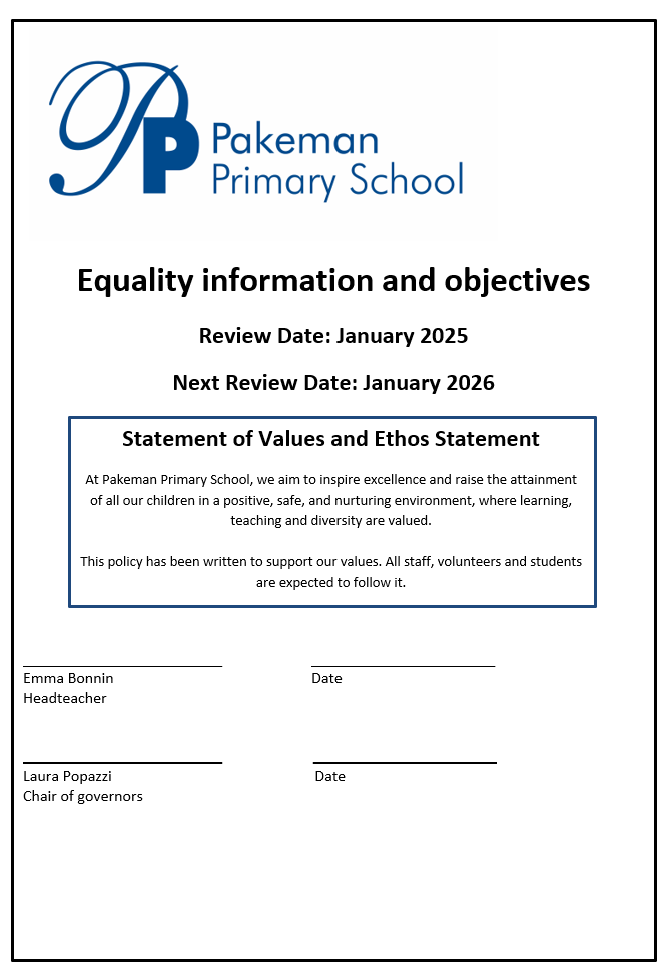 Pp Pakeman
Primary School
Equality information and objectives
Review Date: January 2025
Next Review Date: January 2026
Statement of Values and Ethos Statement
At Pakeman Primary School, we aim to inspire excellence and raise the attainment
of all our children in a positive, safe, and nurturing environment, where learning,
teaching and diversity are valued.
This policy has been written to support our values. All staff, volunteers and students
are expected to follow it.
Emma Bonnin Date
Headteacher
Laura Popazzi Date
Chair of governors